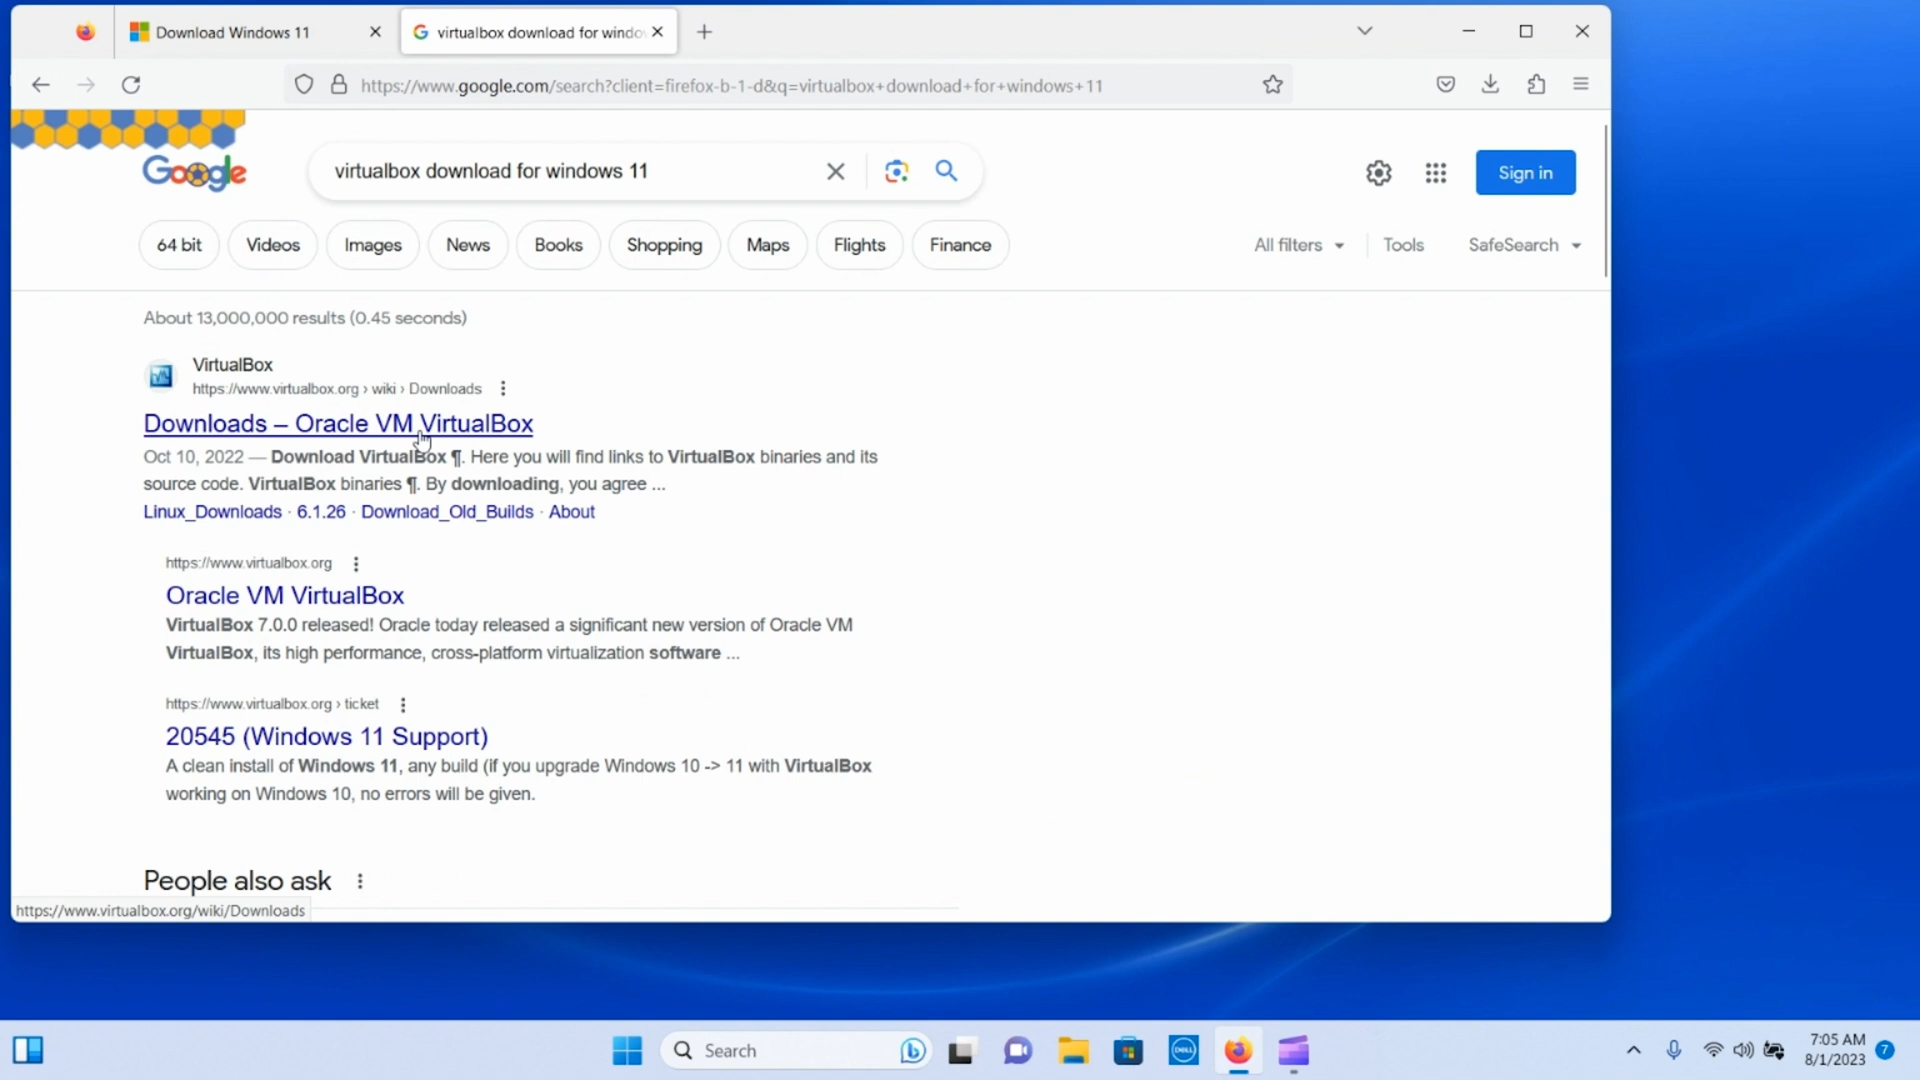 Download Windows 11
virtualbox download for windo
https://www.google.com/search?client=firefox-b-1-d&q=virtualbox+download+for+windows+11
Google
virtualbox download for windows 11
Sign in
64 bit
Videos
Images
News
Books
Shopping
Maps
Flights
Finance
All filters
Tools
SafeSearch
About 13,000,000 results (0.45 seconds)
VirtualBox
https://www.virtualbox.org › wiki › Downloads
Downloads – Oracle VM VirtualBox
Oct 10, 2022 — Download VirtualBox ¶. Here you will find links to VirtualBox binaries and its
source code. VirtualBox binaries ¶. By downloading, you agree ...
Linux_Downloads · 6.1.26 · Download_Old_Builds · About
https://www.virtualbox.org
Oracle VM VirtualBox
VirtualBox 7.0.0 released! Oracle today released a significant new version of Oracle VM
VirtualBox, its high performance, cross-platform virtualization software ...
https://www.virtualbox.org › ticket
20545 (Windows 11 Support)
A clean install of Windows 11, any build (if you upgrade Windows 10 -> 11 with VirtualBox
working on Windows 10, no errors will be given.
People also ask
https://www.virtualbox.org/wiki/Downloads
Search
DELL
7:05 AM
8/1/2023
7